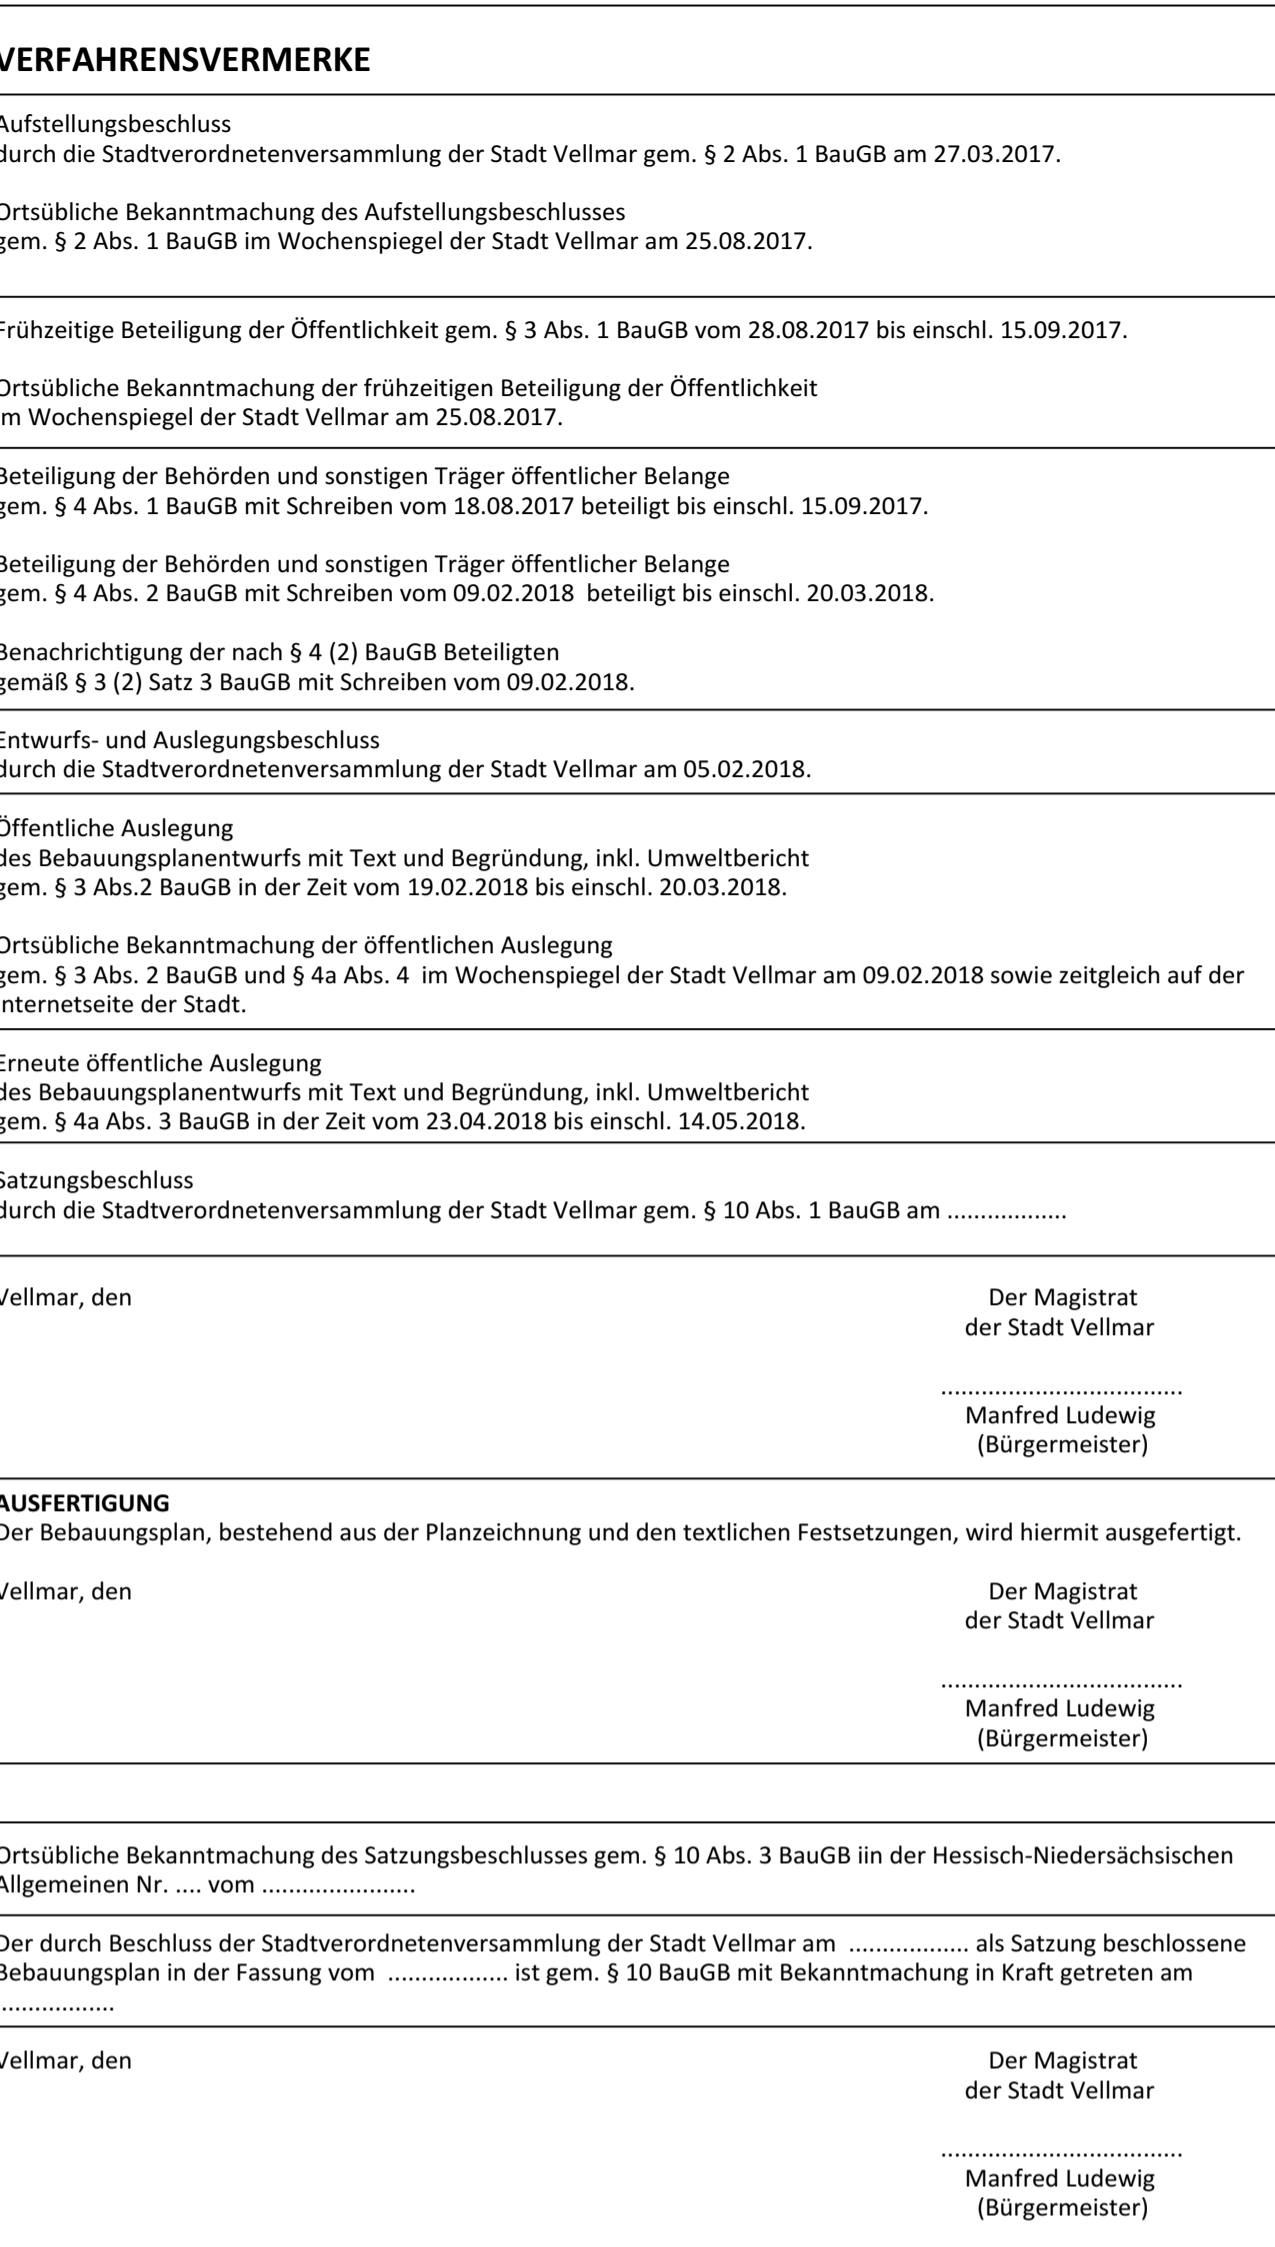 VERFAHRENSVERMERKE
Aufstellungsbeschluss
durch die Stadtverordnetenversammlung der Stadt Vellmar gem. § 2 Abs. 1 BauGB am 27.03.2017.
Ortsübliche Bekanntmachung des Aufstellungsbeschlusses
gem. § 2 Abs. 1 BauGB im Wochenspiegel der Stadt Vellmar am 25.08.2017.
Frühzeitige Beteiligung der Öffentlichkeit gem. § 3 Abs. 1 BauGB vom 28.08.2017 bis einschl. 15.09.2017.
Ortsübliche Bekanntmachung der frühzeitigen Beteiligung der Öffentlichkeit
im Wochenspiegel der Stadt Vellmar am 25.08.2017.
Beteiligung der Behörden und sonstigen Träger öffentlicher Belange
gem. § 4 Abs. 1 BauGB mit Schreiben vom 18.08.2017 beteiligt bis einschl. 15.09.2017.
Beteiligung der Behörden und sonstigen Träger öffentlicher Belange
gem. § 4 Abs. 2 BauGB mit Schreiben vom 09.02.2018  beteiligt bis einschl. 20.03.2018.
Benachrichtigung der nach § 4 (2) BauGB Beteiligten
gemäß § 3 (2) Satz 3 BauGB mit Schreiben vom 09.02.2018.
Entwurfs- und Auslegungsbeschluss
durch die Stadtverordnetenversammlung der Stadt Vellmar am 05.02.2018.
Öffentliche Auslegung
des Bebauungsplanentwurfs mit Text und Begründung, inkl. Umweltbericht
gem. § 3 Abs.2 BauGB in der Zeit vom 19.02.2018 bis einschl. 20.03.2018.
Ortsübliche Bekanntmachung der öffentlichen Auslegung
gem. § 3 Abs. 2 BauGB und § 4a Abs. 4  im Wochenspiegel der Stadt Vellmar am 09.02.2018 sowie zeitgleich auf der
Internetseite der Stadt.
Erneute öffentliche Auslegung
des Bebauungsplanentwurfs mit Text und Begründung, inkl. Umweltbericht
gem. § 4a Abs. 3 BauGB in der Zeit vom 23.04.2018 bis einschl. 14.05.2018.
Satzungsbeschluss
durch die Stadtverordnetenversammlung der Stadt Vellmar gem. § 10 Abs. 1 BauGB am ..................
Vellmar, den
Der Magistrat
der Stadt Vellmar
....................................
Manfred Ludewig
(Bürgermeister)
AUSFERTIGUNG
Der Bebauungsplan, bestehend aus der Planzeichnung und den textlichen Festsetzungen, wird hiermit ausgefertigt.
Vellmar, den
Der Magistrat
der Stadt Vellmar
....................................
Manfred Ludewig
(Bürgermeister)
Ortsübliche Bekanntmachung des Satzungsbeschlusses gem. § 10 Abs. 3 BauGB iin der Hessisch-Niedersächsischen
Allgemeinen Nr. .... vom .......................
Der durch Beschluss der Stadtverordnetenversammlung der Stadt Vellmar am  .................. als Satzung beschlossene
Bebauungsplan in der Fassung vom  .................. ist gem. § 10 BauGB mit Bekanntmachung in Kraft getreten am
..................
Vellmar, den
Der Magistrat
der Stadt Vellmar
....................................
Manfred Ludewig
(Bürgermeister)